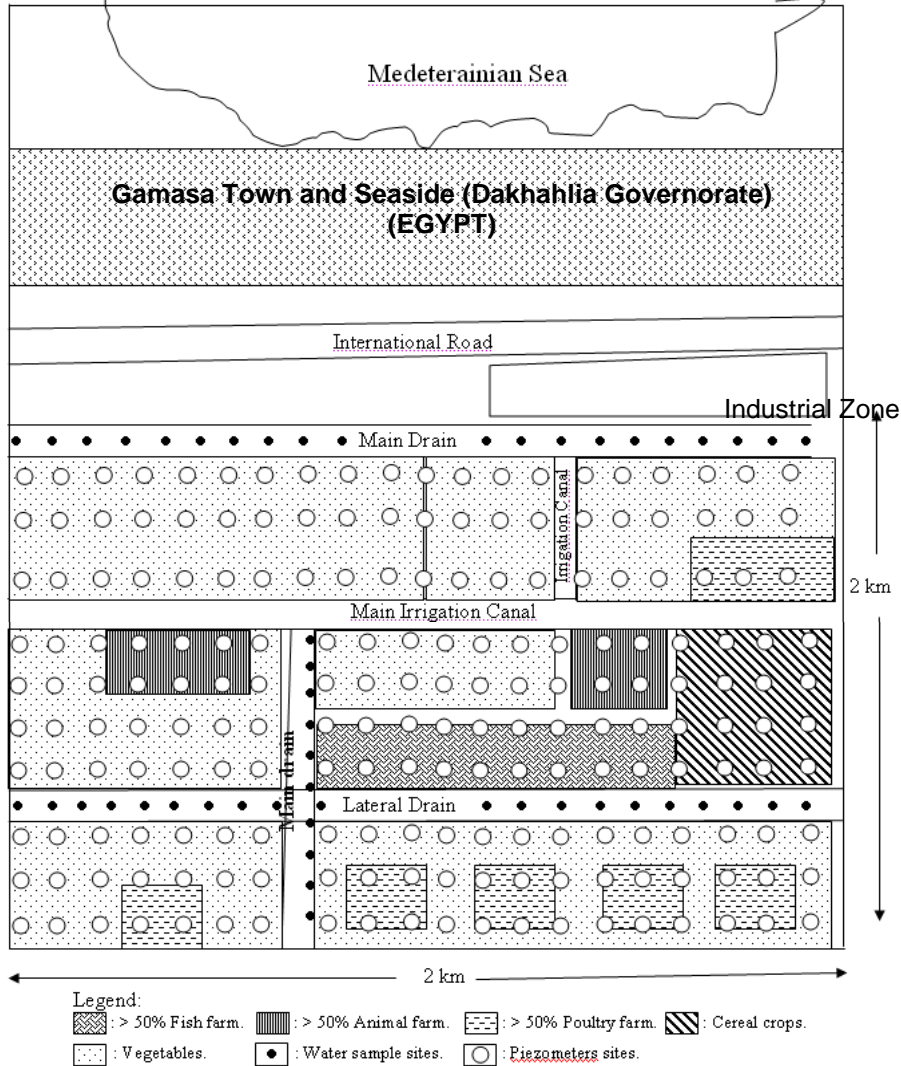 Medeterainian Sea
Gamasa Town and Seaside (Dakhahlia Governorate)
(EGYPT)
International Road
Industrial Zone
Main Drain
Irrigation Canal
2 km
Main Irrigation Canal
Main drain
Lateral Drain
2 km
Legend:
: > 50% Fish farm. : > 50% Animal farm. : > 50% Poultry farm. : Cereal crops.
: Vegetables. : Water sample sites. : Piezometers sites.